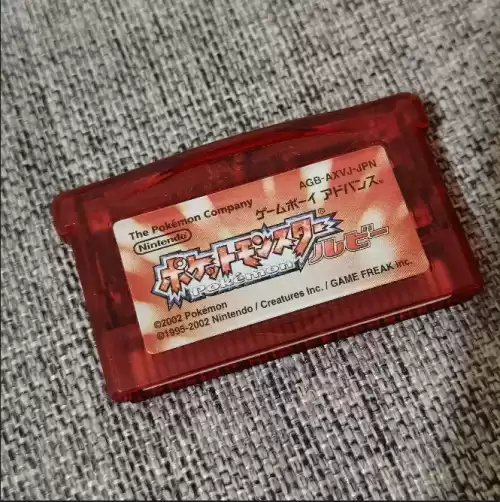 AGB-AXVJ-JPN
The Pokémon Company ゲームボーイ アドバンス®
Nintendo®
ポケットモンスター
Pokémon ルビー
©2002 Pokémon
©1995-2002 Nintendo / Creatures inc. / GAME FREAK inc.